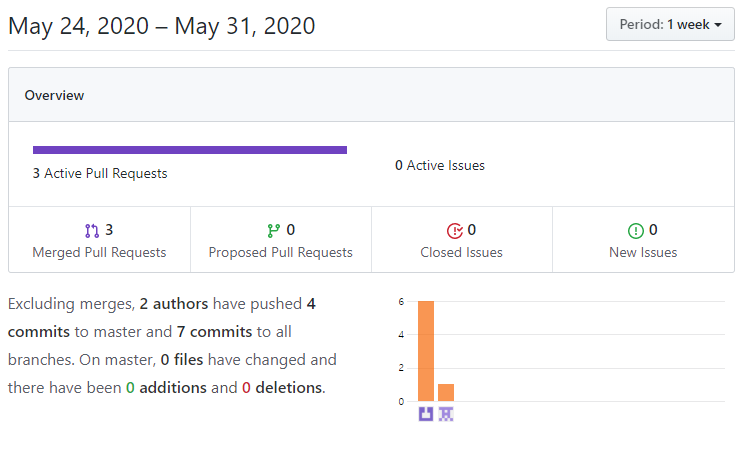 May 24, 2020 – May 31, 2020
Period: 1 week
Overview
3 Active Pull Requests
0 Active Issues
3
Merged Pull Requests
0
Proposed Pull Requests
0
Closed Issues
0
New Issues
Excluding merges, 2 authors have pushed 4
commits to master and 7 commits to all
branches. On master, 0 files have changed and
there have been 0 additions and 0 deletions.
6
4
2
0